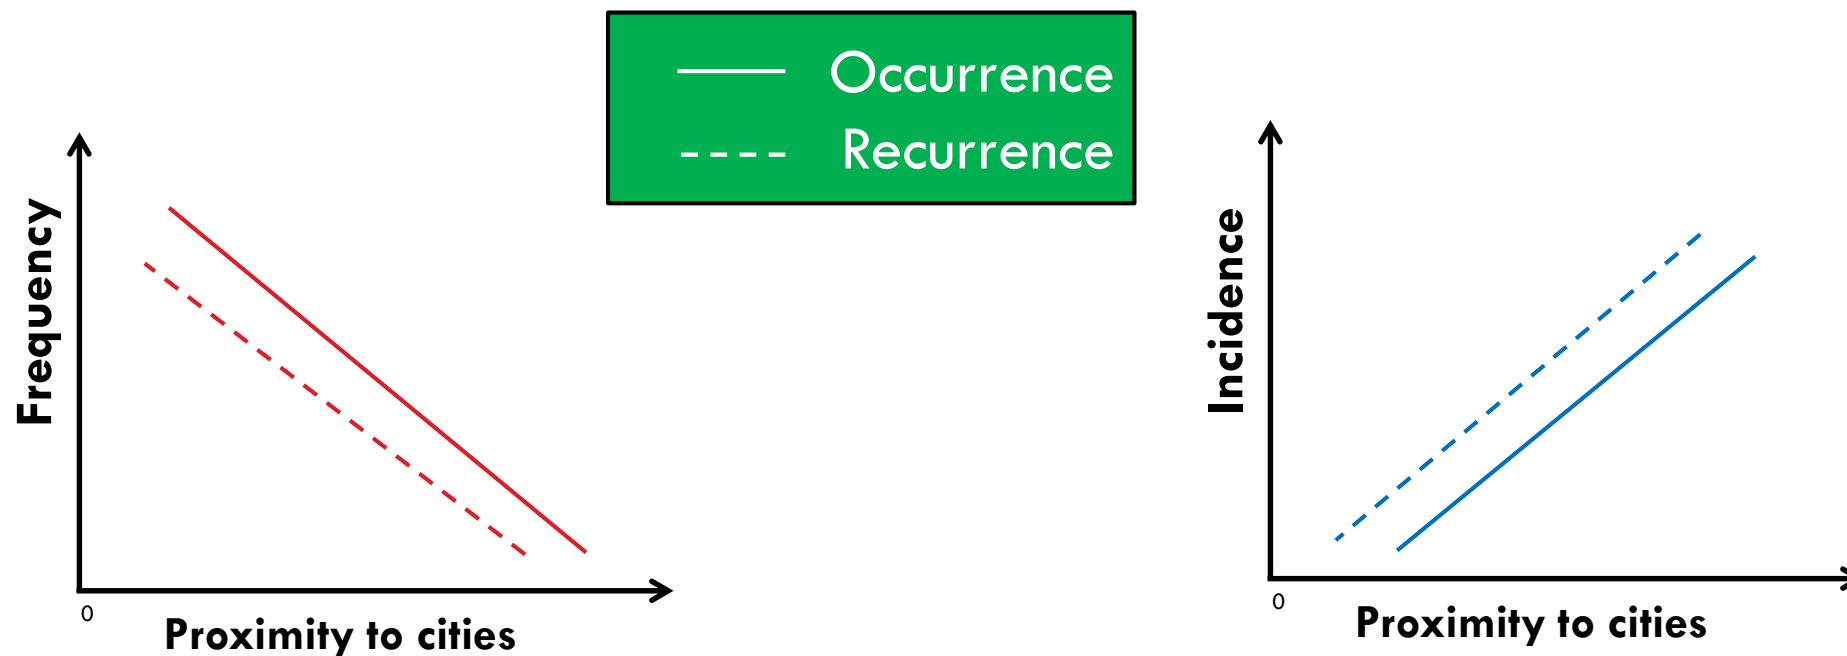 Occurrence
Recurrence
Frequency
0
Proximity to cities
Incidence
0
Proximity to cities